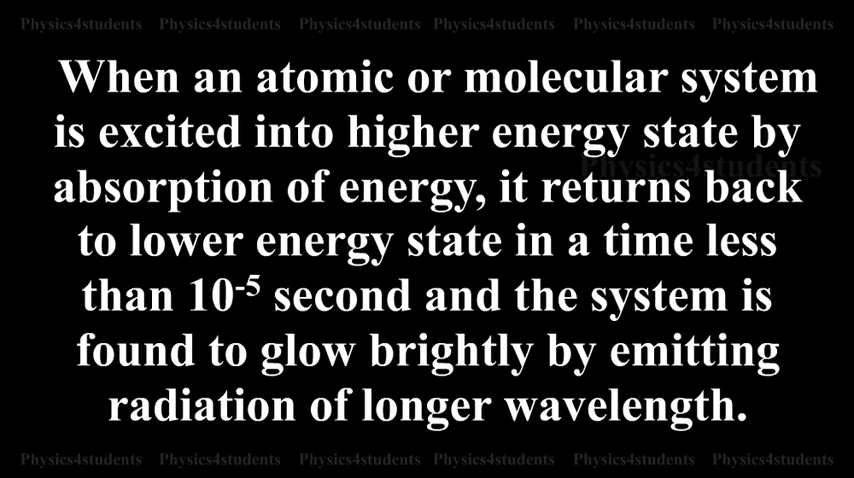 Physics4students Physics4students Physics4students Physics4students Physics4students Physics4students
When an atomic or molecular system
is excited into higher energy state by
Physics4students
absorption of energy, it returns back
to lower energy state in a time less
than 10⁻⁵ second and the system is
found to glow brightly by emitting
radiation of longer wavelength.
Physics4students Physics4students Physics4students Physics4students Physics4students Physics4students